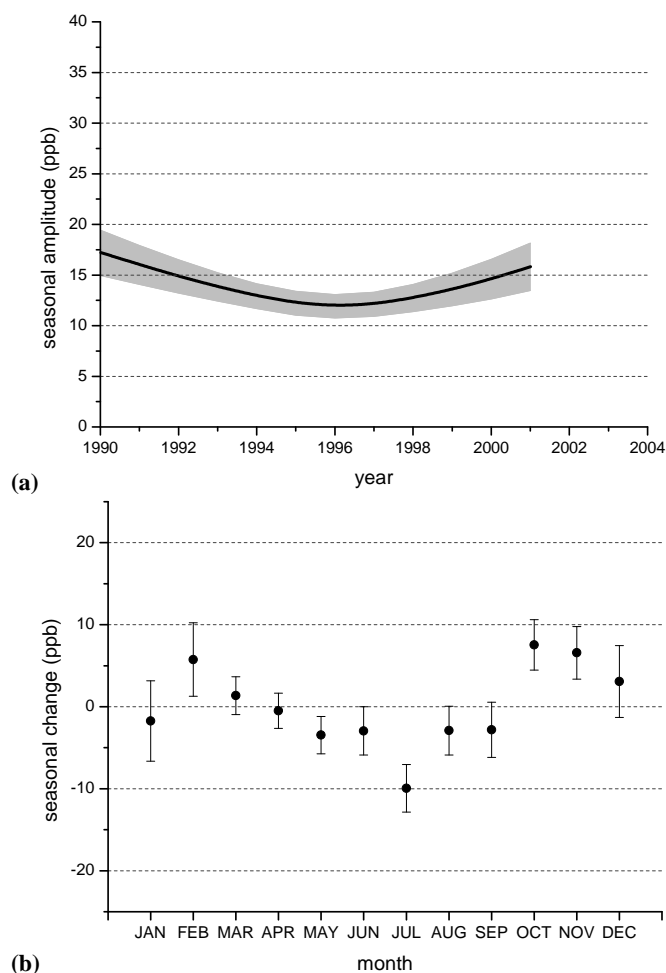 40
35
30
25
20
15
10
5
0
seasonal amplitude (ppb)
1990 1992 1994 1996 1998 2000 2002 2004
year
(a)
20
10
0
-10
-20
seasonal change (ppb)
JAN FEB MAR APR MAY JUN JUL AUG SEP OCT NOV DEC
month
(b)